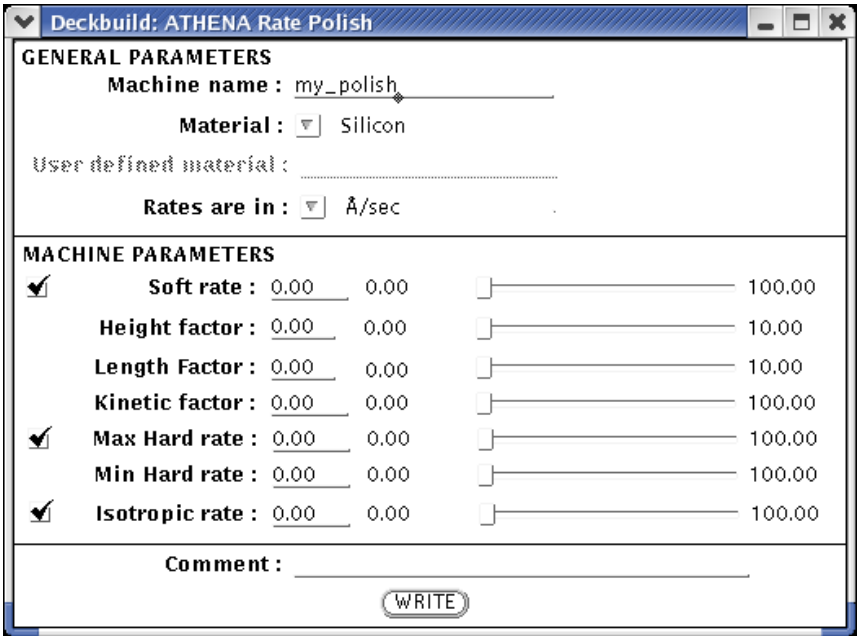 Deckbuild: ATHENA Rate Polish
GENERAL PARAMETERS
Machine name : my_polish
Material : Silicon
User defined material :
Rates are in : Å/sec
MACHINE PARAMETERS
Soft rate : 0.00 0.00 100.00
Height factor : 0.00 0.00 10.00
Length Factor : 0.00 0.00 10.00
Kinetic factor : 0.00 0.00 100.00
Max Hard rate : 0.00 0.00 100.00
Min Hard rate : 0.00 0.00 100.00
Isotropic rate : 0.00 0.00 100.00
Comment :
WRITE